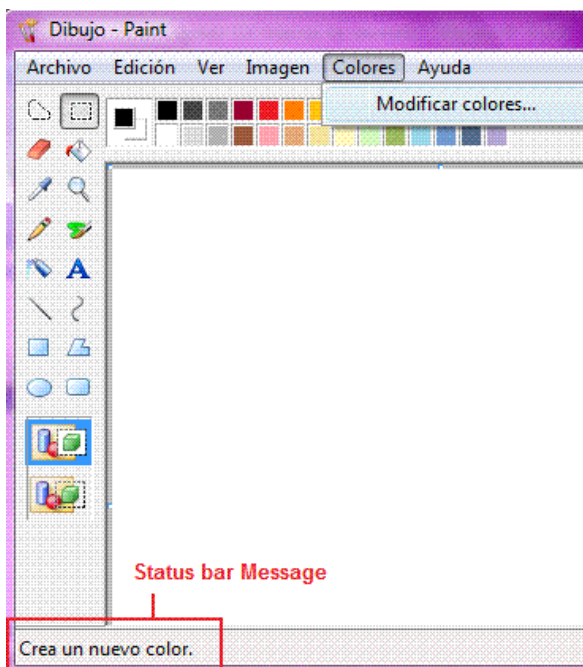 Dibujo - Paint
Archivo Edición Ver Imagen Colores Ayuda
Modificar colores...
A
Status bar Message
Crea un nuevo color.